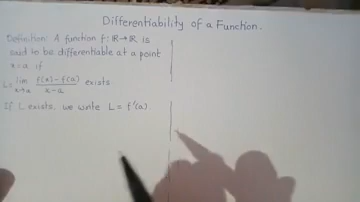 Differentiability of a Function.
Definition: A function f: ℝ→ℝ is
said to be differentiable at a point
x=a if
L= lim x→a f(x)-f(a) / x-a exists
If L exists, we write L = f'(a)